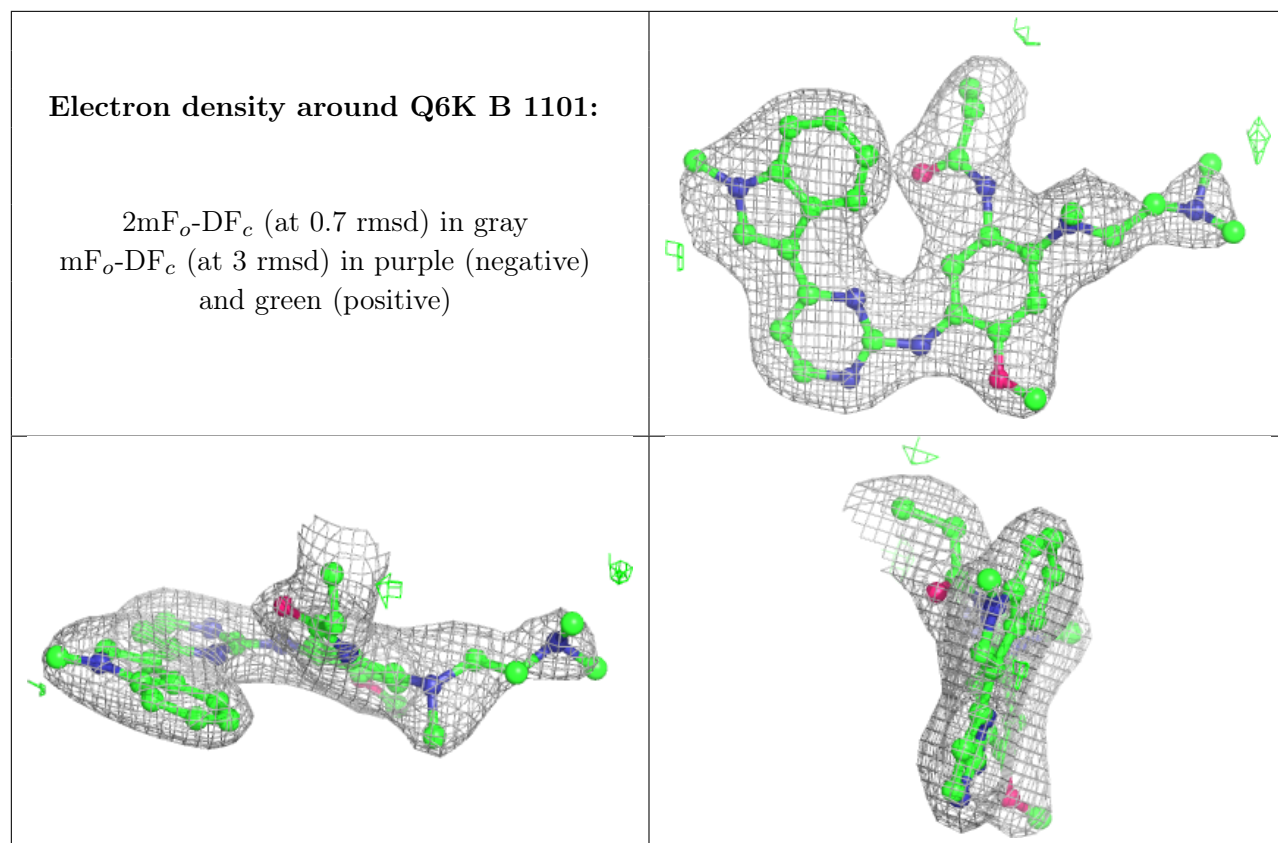 Electron density around Q6K B 1101:
2mFo-DFc (at 0.7 rmsd) in gray
mFo-DFc (at 3 rmsd) in purple (negative)
and green (positive)